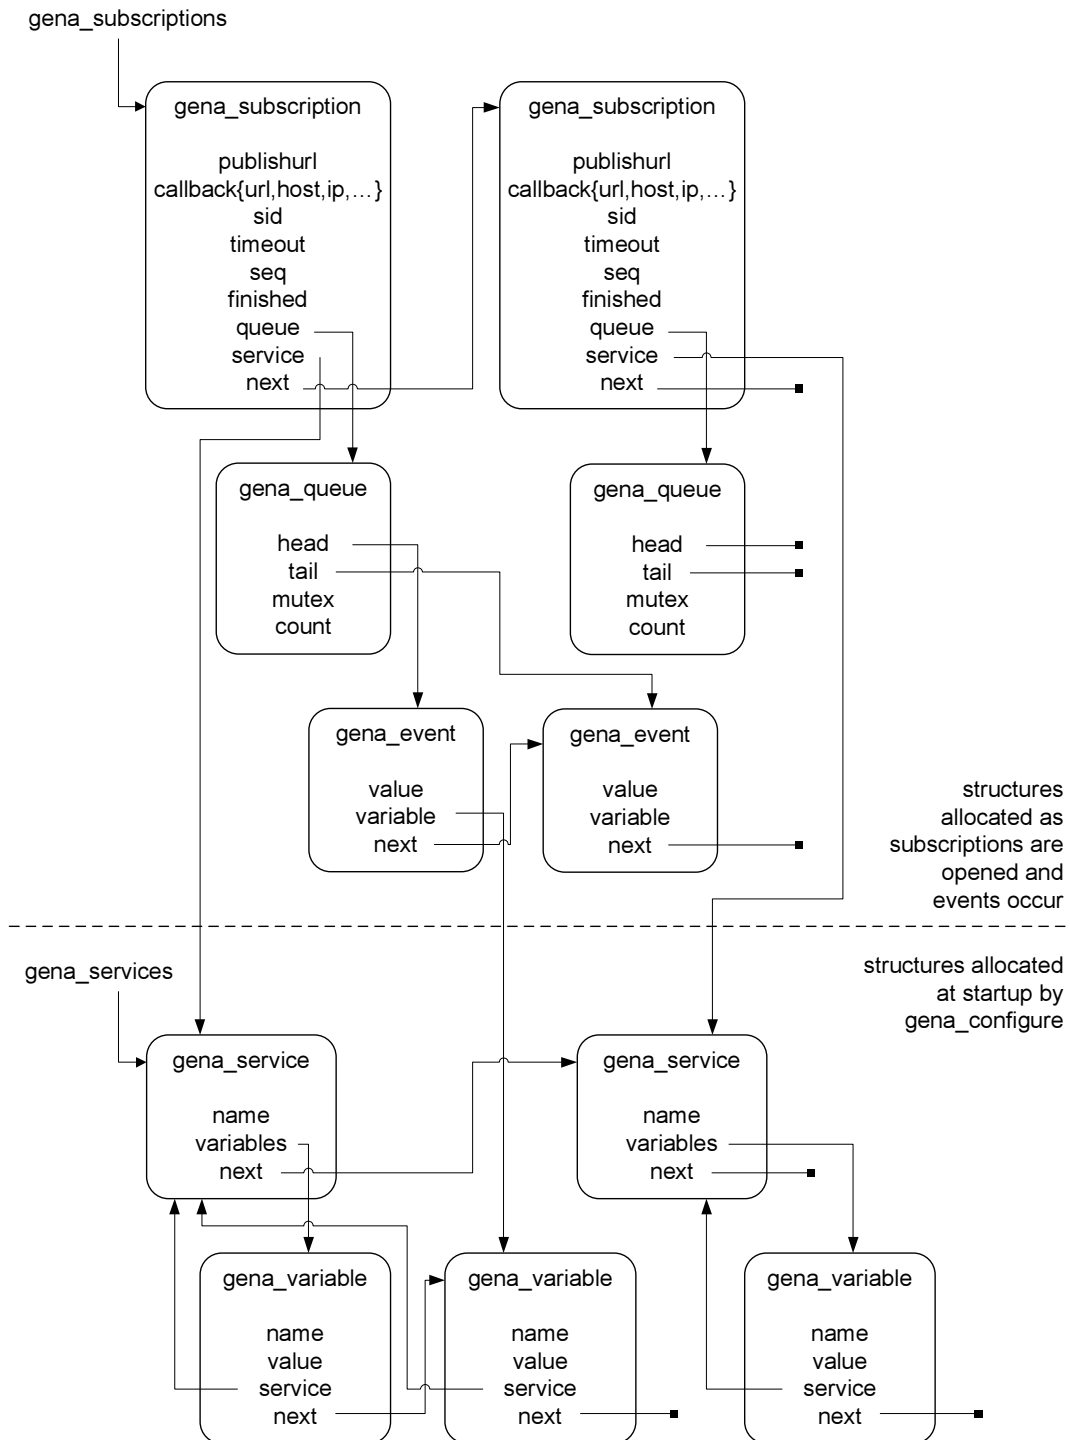 gena_subscriptions
gena_subscription
publishurl
callback{url,host,ip,...}
sid
timeout
seq
finished
queue
service
next
gena_subscription
publishurl
callback{url,host,ip,...}
sid
timeout
seq
finished
queue
service
next
gena_queue
head
tail
mutex
count
gena_queue
head
tail
mutex
count
gena_event
value
variable
next
gena_event
value
variable
next
structures
allocated as
subscriptions are
opened and
events occur
gena_services
structures allocated
at startup by
gena_configure
gena_service
name
variables
next
gena_service
name
variables
next
gena_variable
name
value
service
next
gena_variable
name
value
service
next
gena_variable
name
value
service
next